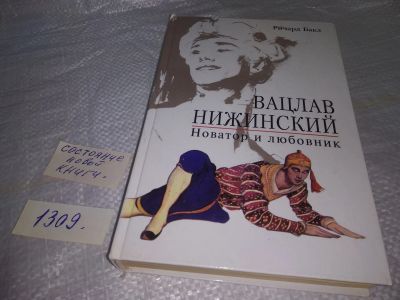 Ричард Бакл
ВАЦЛАВ
НИЖИНСКИЙ
Новатор и любовник
состояние
новой
книги.
1309.